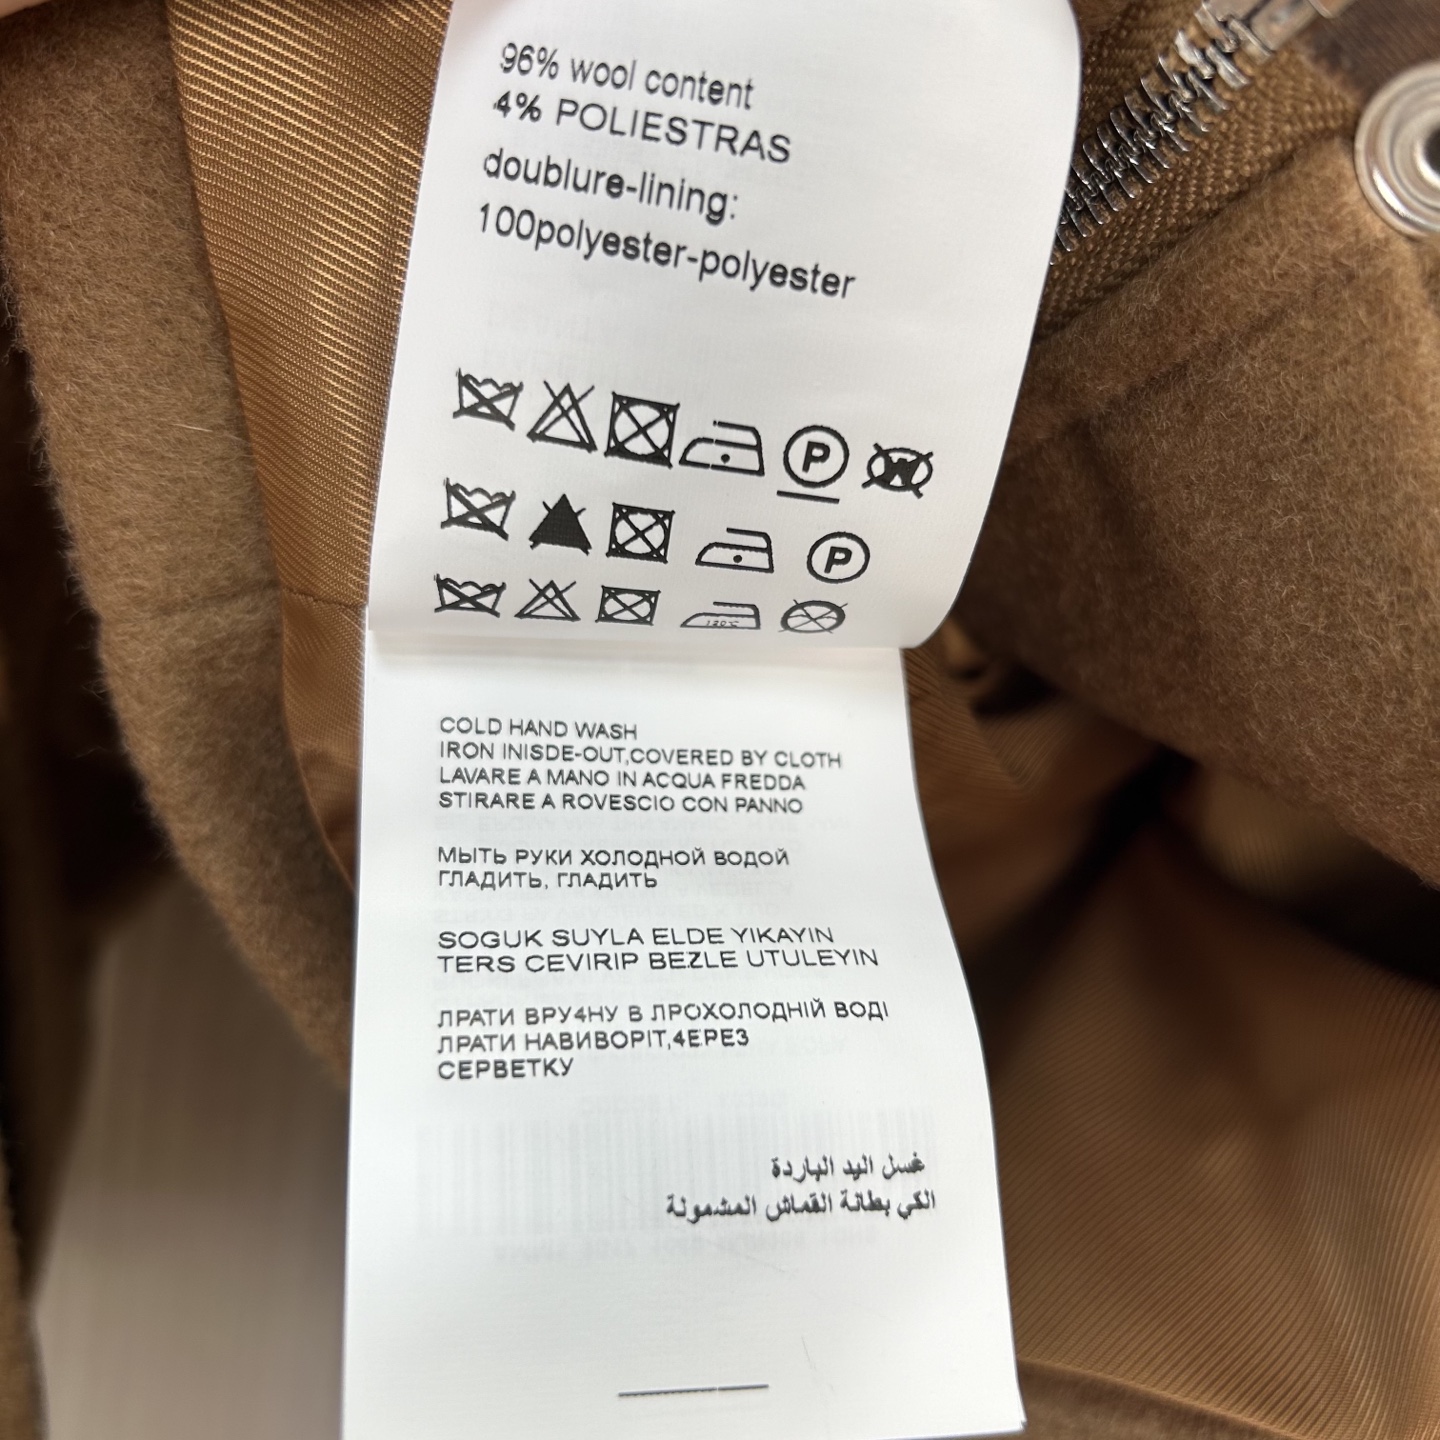 96% wool content
4% POLIESTRAS
doublure-lining:
100polyester-polyester
P W
P
120℃
COLD HAND WASH
IRON INISDE-OUT,COVERED BY CLOTH
LAVARE A MANO IN ACQUA FREDDA
STIRARE A ROVESCIO CON PANNO
МЫТЬ РУКИ ХОЛОДНОЙ ВОДОЙ
ГЛАДИТЬ, ГЛАДИТЬ
SOGUK SUYLA ELDE YIKAYIN
TERS CEVIRIP BEZLE UTULEYIN
ЛРАТИ ВРУ4НУ В ЛРОХОЛОДНІЙ ВОДІ
ЛРАТИ НАВИВОРІТ,4ЕРЕЗ
СЕРВЕТКУ
غسل اليد الباردة
الكي بطانة القماش المشمولة